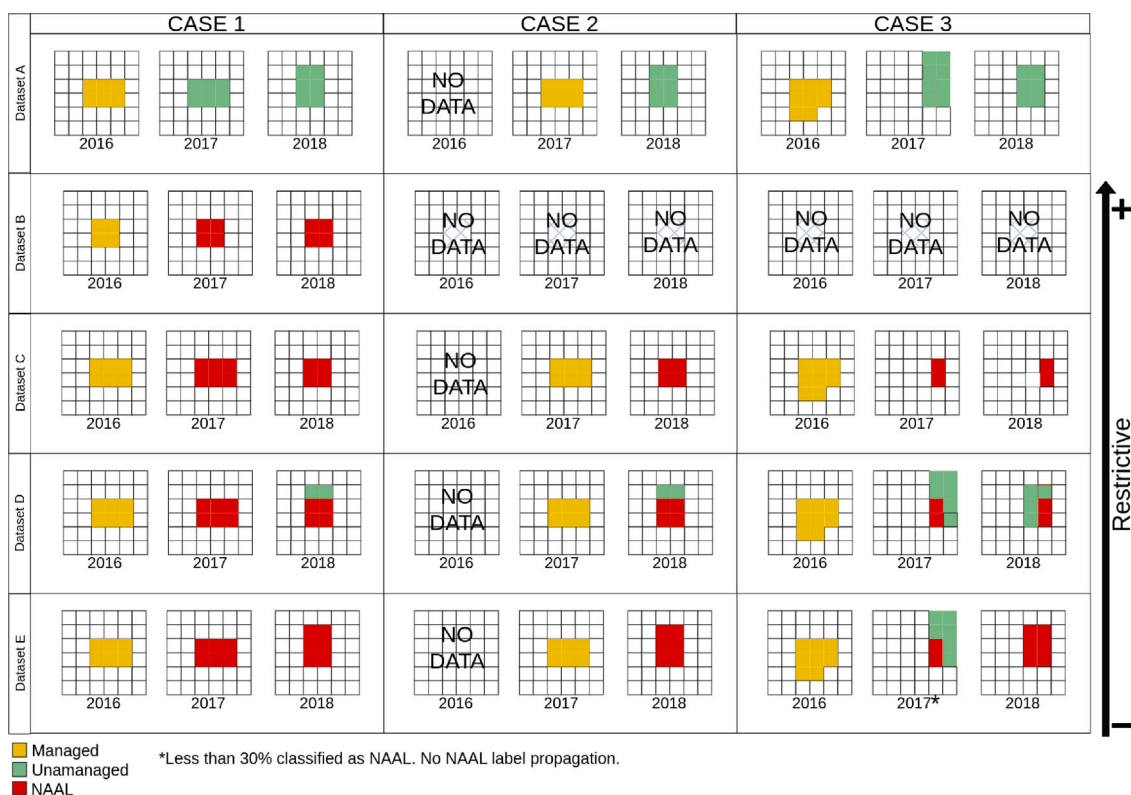 CASE 1 CASE 2 CASE 3
Dataset A
NO
DATA
2016 2017 2018 2016 2017 2018 2016 2017 2018
Dataset B
NO NO NO NO NO NO
DATA DATA DATA DATA DATA DATA
2016 2017 2018 2016 2017 2018 2016 2017 2018
Dataset C
NO
DATA
2016 2017 2018 2016 2017 2018 2016 2017 2018
Dataset D
NO
DATA
2016 2017 2018 2016 2017 2018 2016 2017 2018
Dataset E
NO
DATA
2016 2017 2018 2016 2017 2018 2016 2017* 2018
+
Restrictive
−
Managed
Unamanaged
NAAL
*Less than 30% classified as NAAL. No NAAL label propagation.